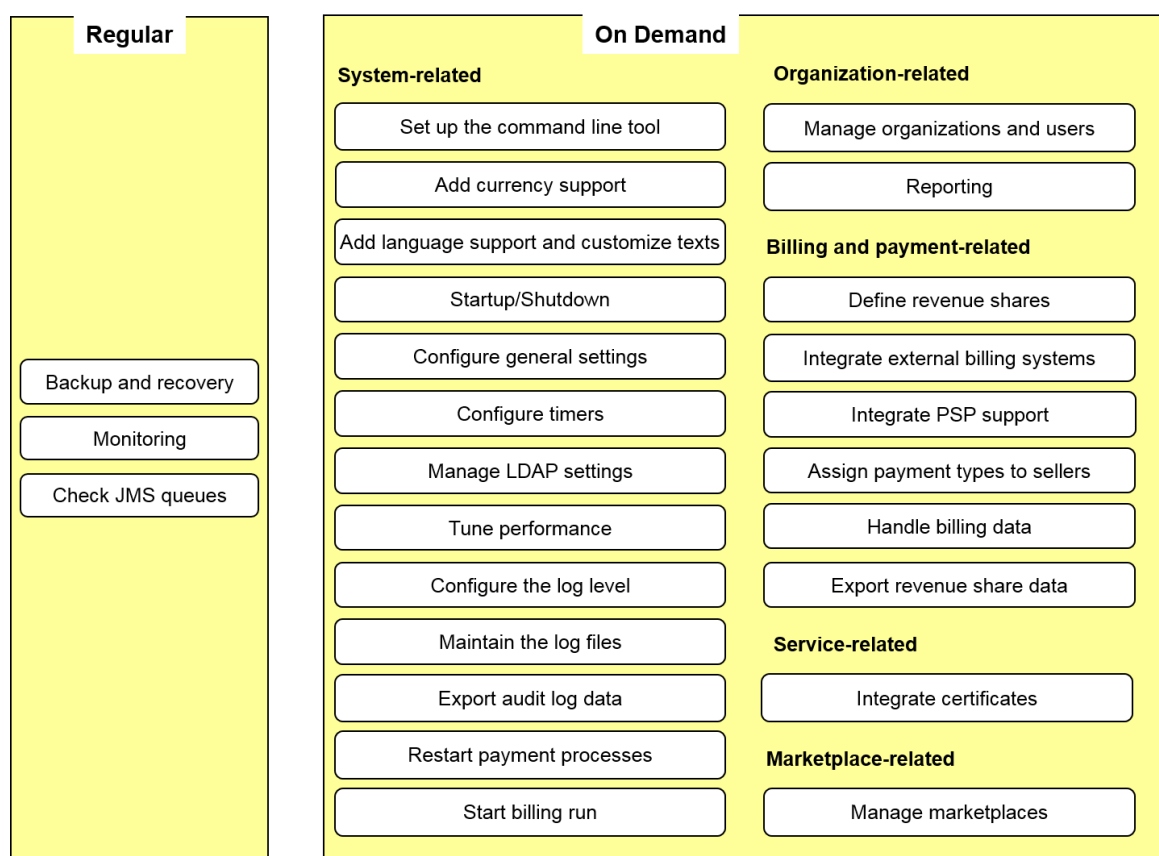 Regular
Backup and recovery
Monitoring
Check JMS queues
On Demand
System-related
Set up the command line tool
Add currency support
Add language support and customize texts
Startup/Shutdown
Configure general settings
Configure timers
Manage LDAP settings
Tune performance
Configure the log level
Maintain the log files
Export audit log data
Restart payment processes
Start billing run
Organization-related
Manage organizations and users
Reporting
Billing and payment-related
Define revenue shares
Integrate external billing systems
Integrate PSP support
Assign payment types to sellers
Handle billing data
Export revenue share data
Service-related
Integrate certificates
Marketplace-related
Manage marketplaces